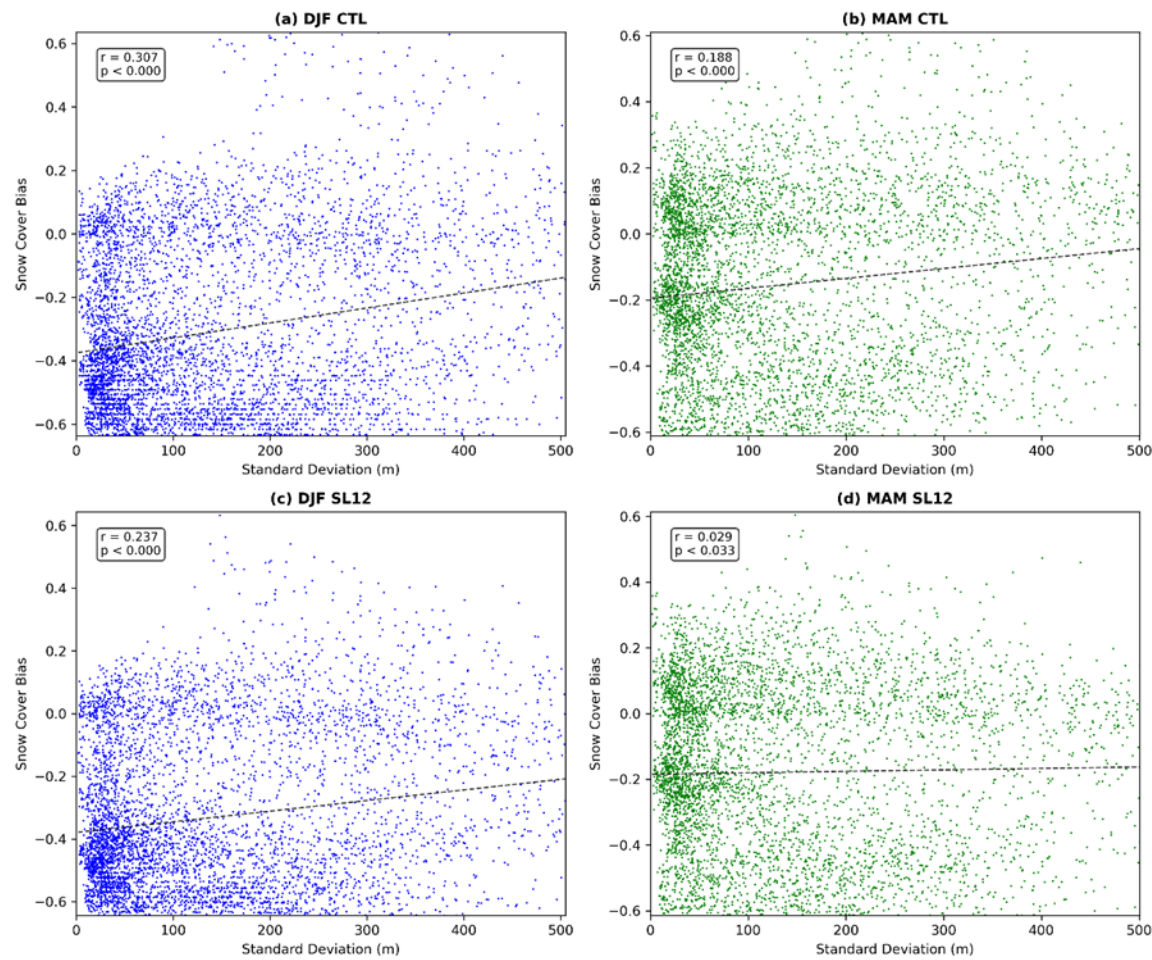 (a) DJF CTL
r = 0.307
p < 0.000
0.6
0.4
0.2
0.0
−0.2
−0.4
−0.6
Snow Cover Bias
0 100 200 300 400 500
Standard Deviation (m)
(b) MAM CTL
r = 0.188
p < 0.000
0.6
0.4
0.2
0.0
−0.2
−0.4
−0.6
Snow Cover Bias
0 100 200 300 400 500
Standard Deviation (m)
(c) DJF SL12
r = 0.237
p < 0.000
0.6
0.4
0.2
0.0
−0.2
−0.4
−0.6
Snow Cover Bias
0 100 200 300 400 500
Standard Deviation (m)
(d) MAM SL12
r = 0.029
p < 0.033
0.6
0.4
0.2
0.0
−0.2
−0.4
−0.6
Snow Cover Bias
0 100 200 300 400 500
Standard Deviation (m)